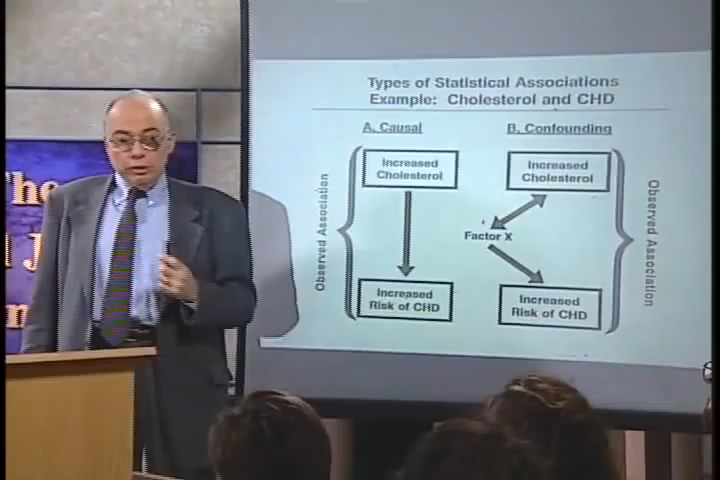 The
Types of Statistical Associations
Example: Cholesterol and CHD
A. Causal
B. Confounding
Observed Association
Increased
Cholesterol
Increased
Risk of CHD
Increased
Cholesterol
Factor X
Increased
Risk of CHD
Observed Association